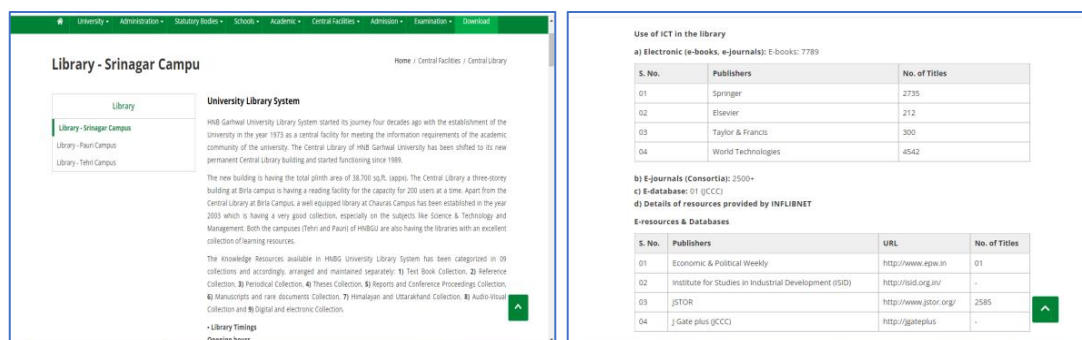 University Administration Statutory Bodies Schools Academic Central Facilities Admission Examination Download
Library - Srinagar Campu
Home / Central Facilities / Central Library
Library
Library - Srinagar Campus
Library - Pauri Campus
Library - Tehri Campus
University Library System
HNB Garhwal University Library System started its journey four decades ago with the establishment of the
University in the year 1973 as a central facility for meeting the information requirements of the academic
community of the university. The Central Library of HNB Garhwal University has been shifted to its new
permanent Central Library building and started functioning since 1989.
The new building is having the total plinth area of 38,700 sq.ft. (appx). The Central Library a three-storey
building at Birla campus is having a reading facility for the capacity for 200 users at a time. Apart from the
Central Library at Birla Campus, a well equipped library at Chauras Campus has been established in the year
2003 which is having a very good collection, especially on the subjects like Science & Technology and
Management. Both the campuses (Tehri and Pauri) of HNBGU are also having the libraries with an excellent
collection of learning resources.
The Knowledge Resources available in HNBG University Library System has been categorized in 09
collections and accordingly, arranged and maintained separately: 1) Text Book Collection, 2) Reference
Collection, 3) Periodical Collection, 4) Theses Collection, 5) Reports and Conference Proceedings Collection,
6) Manuscripts and rare documents Collection, 7) Himalayan and Uttarakhand Collection, 8) Audio-Visual
Collection and 9) Digital and electronic Collection.
• Library Timings
Opening hours
Use of ICT in the library
a) Electronic (e-books, e-journals): E-books: 7789
S. No. Publishers No. of Titles
01 Springer 2735
02 Elsevier 212
03 Taylor & Francis 300
04 World Technologies 4542
b) E-journals (Consortia): 2500+
c) E-database: 01 (JCCC)
d) Details of resources provided by INFLIBNET
E-resources & Databases
S. No. Publishers URL No. of Titles
01 Economic & Political Weekly http://www.epw.in 01
02 Institute for Studies in Industrial Development (ISID) http://isid.org.in/ -
03 JSTOR http://www.jstor.org/ 2585
04 J-Gate plus (JCCC) http://jgateplus -